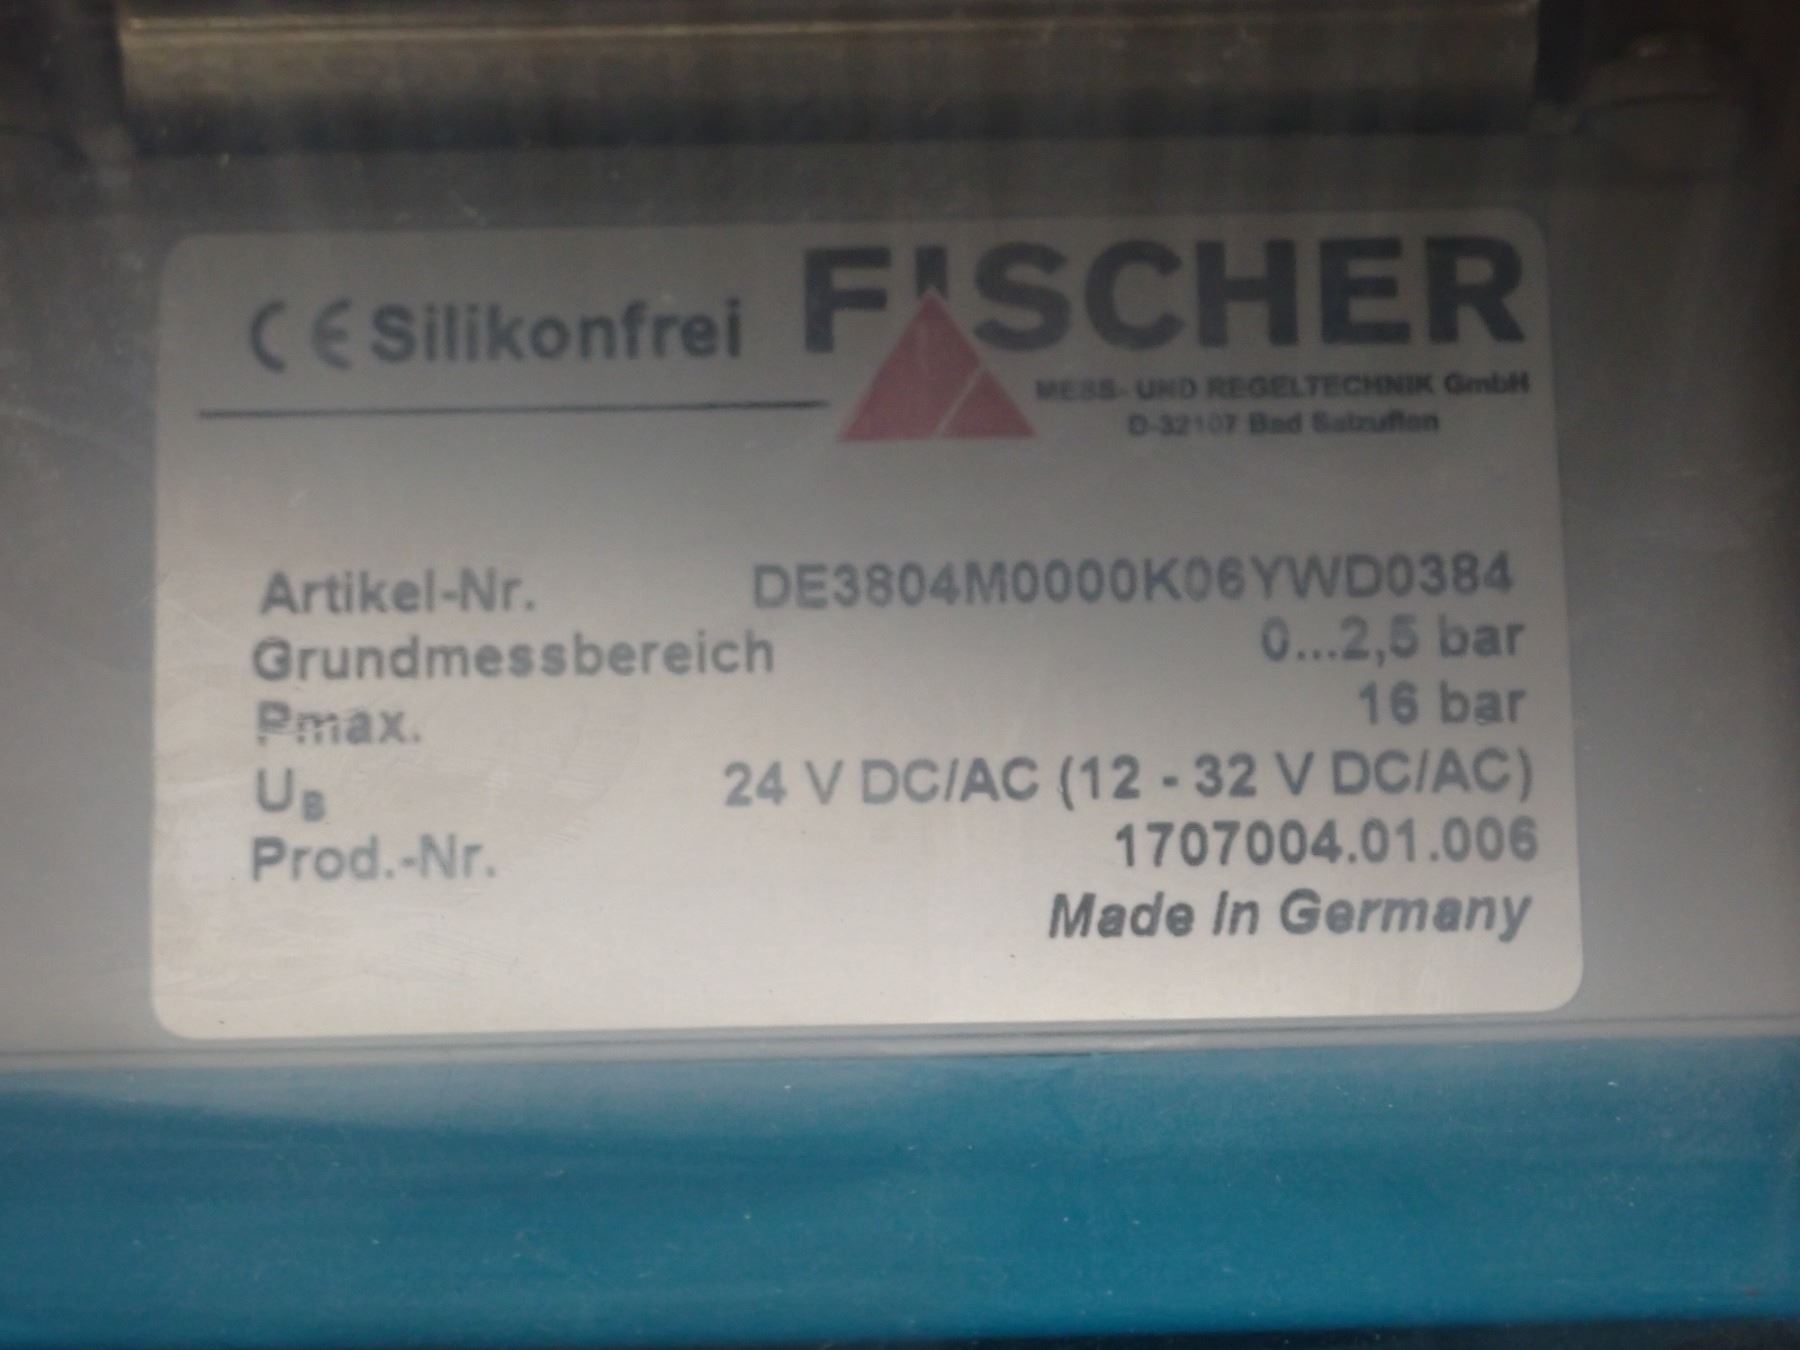 CE Silikonfrei FISCHER
MESS- UND REGELTECHNIK GmbH
D-32107 Bad Salzuflen
Artikel-Nr. DE3804M0000K06YWD0384
Grundmessbereich 0...2,5 bar
Pmax. 16 bar
UB 24 V DC/AC (12 - 32 V DC/AC)
Prod.-Nr. 1707004.01.006
Made in Germany